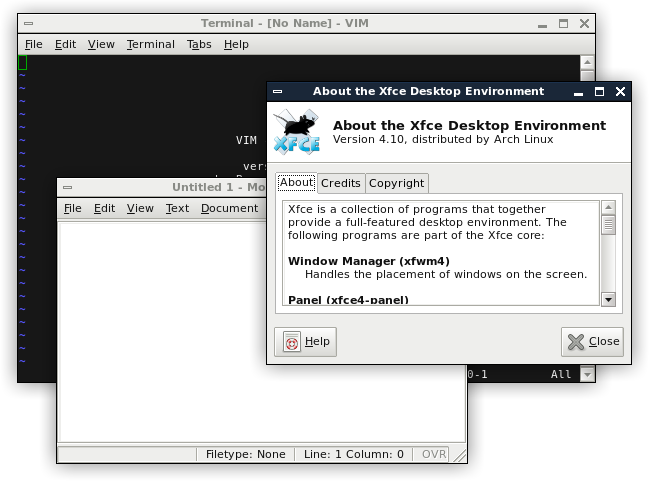 Terminal - [No Name] - VIM
File Edit View Terminal Tabs Help
~
~
~
~
~
VIM
~
~
~
~
~
~
~
~
~
~
~
~
~
0-1 All
Untitled 1 - Mo
File Edit View Text Document
Filetype: None Line: 1 Column: 0 OVR
About the Xfce Desktop Environment
XFCE
About the Xfce Desktop Environment
Version 4.10, distributed by Arch Linux
About Credits Copyright
Xfce is a collection of programs that together
provide a full-featured desktop environment. The
following programs are part of the Xfce core:
Window Manager (xfwm4)
Handles the placement of windows on the screen.
Panel (xfce4-panel)
Help Close